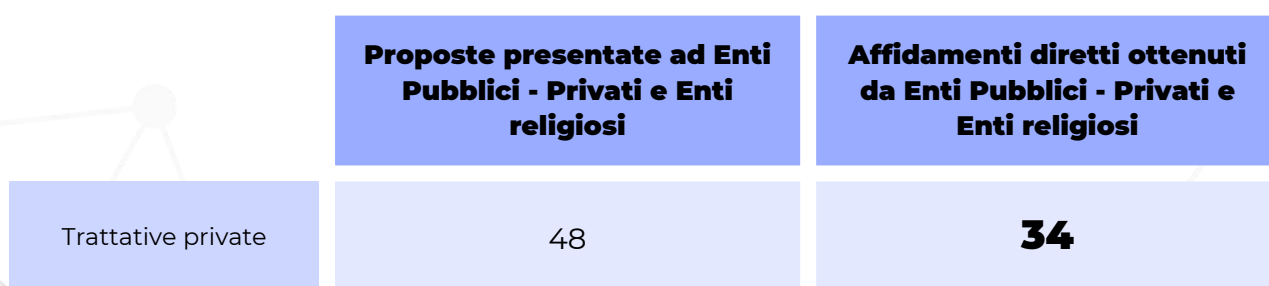 Proposte presentate ad Enti
Pubblici - Privati e Enti
religiosi
Affidamenti diretti ottenuti
da Enti Pubblici - Privati e
Enti religiosi
Trattative private
48
34